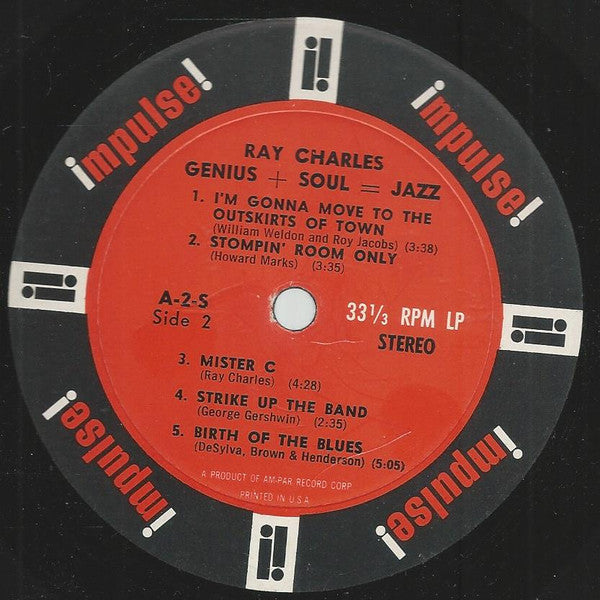 impulse!
impulse!
RAY CHARLES
GENIUS + SOUL = JAZZ
1. I'M GONNA MOVE TO THE
OUTSKIRTS OF TOWN
(William Weldon and Roy Jacobs) (3:38)
2. STOMPIN' ROOM ONLY
(Howard Marks) (3:35)
A-2-S
Side 2
33 1/3 RPM LP
STEREO
3. MISTER C
(Ray Charles) (4:28)
4. STRIKE UP THE BAND
(George Gershwin) (2:35)
5. BIRTH OF THE BLUES
(DeSylva, Brown & Henderson) (5:05)
A PRODUCT OF AM-PAR RECORD CORP.
PRINTED IN U.S.A.
impulse!
impulse!